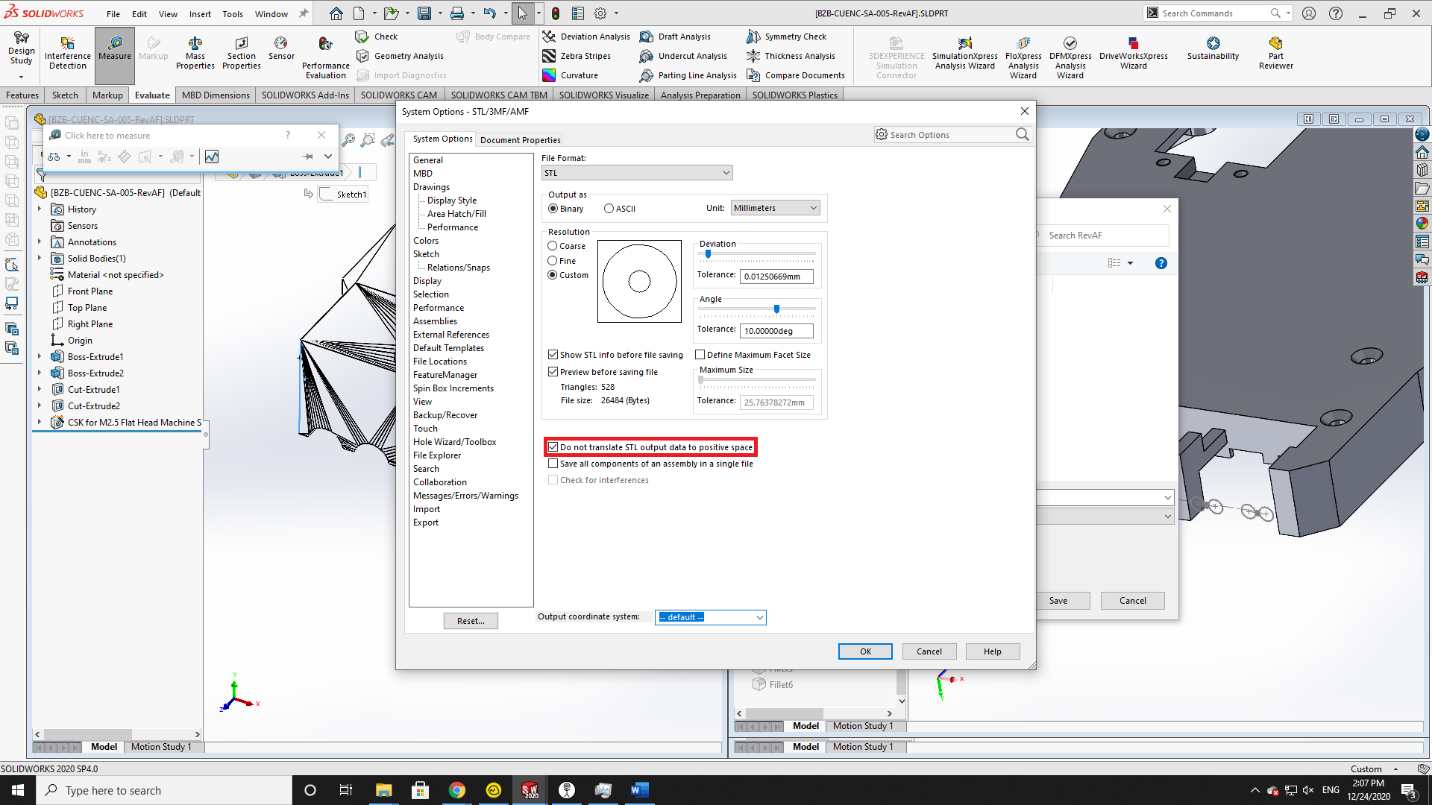 SOLIDWORKS
File
Edit
View
Insert
Tools
Window
[BZB-CUENC-SA-005-RevAF].SLDPRT
Search Commands
Design Study
Interference Detection
Measure
Markup
Mass Properties
Section Properties
Sensor
Performance Evaluation
Check
Geometry Analysis
Import Diagnostics
Body Compare
Deviation Analysis
Zebra Stripes
Curvature
Draft Analysis
Undercut Analysis
Parting Line Analysis
Symmetry Check
Thickness Analysis
Compare Documents
3DEXPERIENCE Simulation Connector
SimulationXpress Analysis Wizard
FloXpress Analysis Wizard
DFMXpress Analysis Wizard
DriveWorksXpress Wizard
Sustainability
Part Reviewer
Features
Sketch
Markup
Evaluate
MBD Dimensions
SOLIDWORKS Add-Ins
SOLIDWORKS CAM
SOLIDWORKS CAM TBM
SOLIDWORKS Visualize
Analysis Preparation
SOLIDWORKS Plastics
[BZB-CUENC-SA-005-RevAF].SLDPRT
Click here to measure
?
in
mm
Boss-Extrude1
Sketch1
[BZB-CUENC-SA-005-RevAF] (Default
History
Sensors
Annotations
Solid Bodies(1)
Material <not specified>
Front Plane
Top Plane
Right Plane
Origin
Boss-Extrude1
Boss-Extrude2
Cut-Extrude1
Cut-Extrude2
CSK for M2.5 Flat Head Machine S
System Options - STL/3MF/AMF
System Options
Document Properties
Search Options
General
MBD
Drawings
Display Style
Area Hatch/Fill
Performance
Colors
Sketch
Relations/Snaps
Display
Selection
Performance
Assemblies
External References
Default Templates
File Locations
FeatureManager
Spin Box Increments
View
Backup/Recover
Touch
Hole Wizard/Toolbox
File Explorer
Search
Collaboration
Messages/Errors/Warnings
Import
Export
Reset...
File Format:
STL
Output as
Binary
ASCII
Unit:
Millimeters
Resolution
Coarse
Fine
Custom
Deviation
Tolerance:
0.01250669mm
Angle
Tolerance:
10.00000deg
Show STL info before file saving
Define Maximum Facet Size
Preview before saving file
Triangles: 528
File size: 26484 (Bytes)
Maximum Size
Tolerance:
25.76378272mm
Do not translate STL output data to positive space
Save all components of an assembly in a single file
Check for interferences
Output coordinate system:
-- default --
OK
Cancel
Help
Search RevAF
Save
Cancel
Fillet6
Y
X
Z
X
Y
Model
Motion Study 1
Model
Motion Study 1
Model
Motion Study 1
SOLIDWORKS 2020 SP4.0
Custom
Type here to search
ENG
2:07 PM
12/24/2020
3